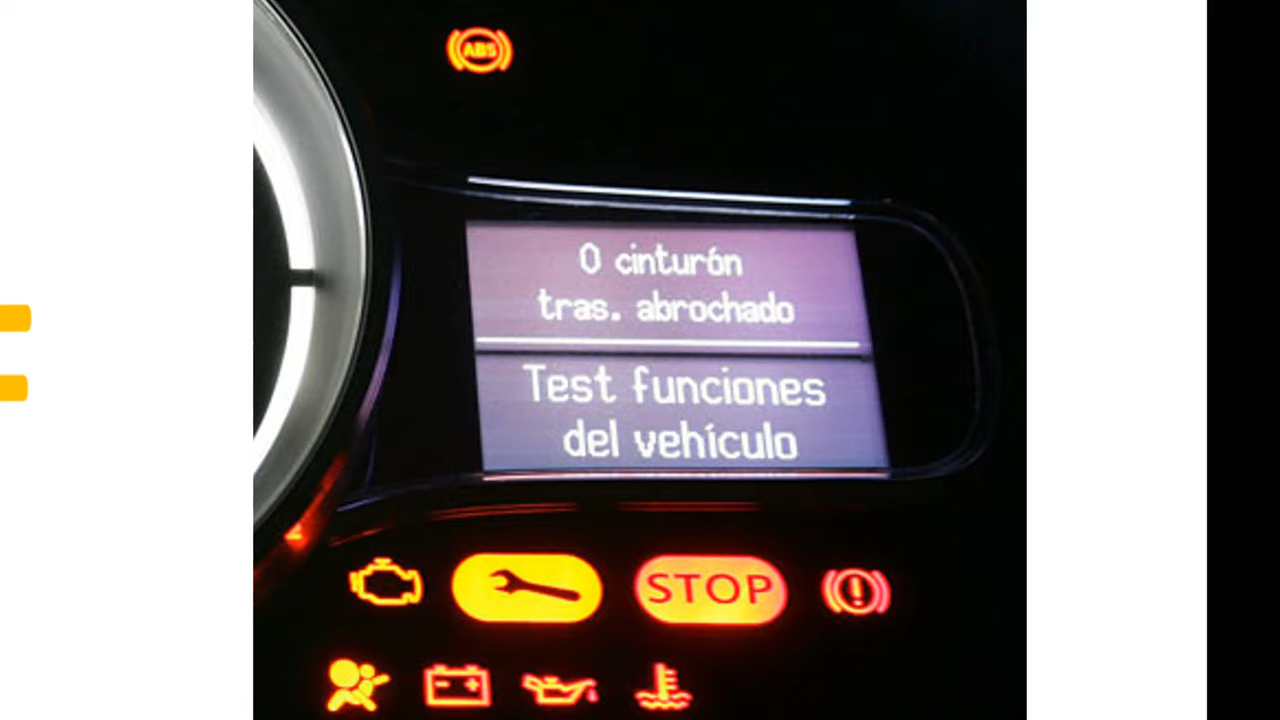 ABS
0 cinturón
tras. abrochado
Test funciones
del vehículo
STOP